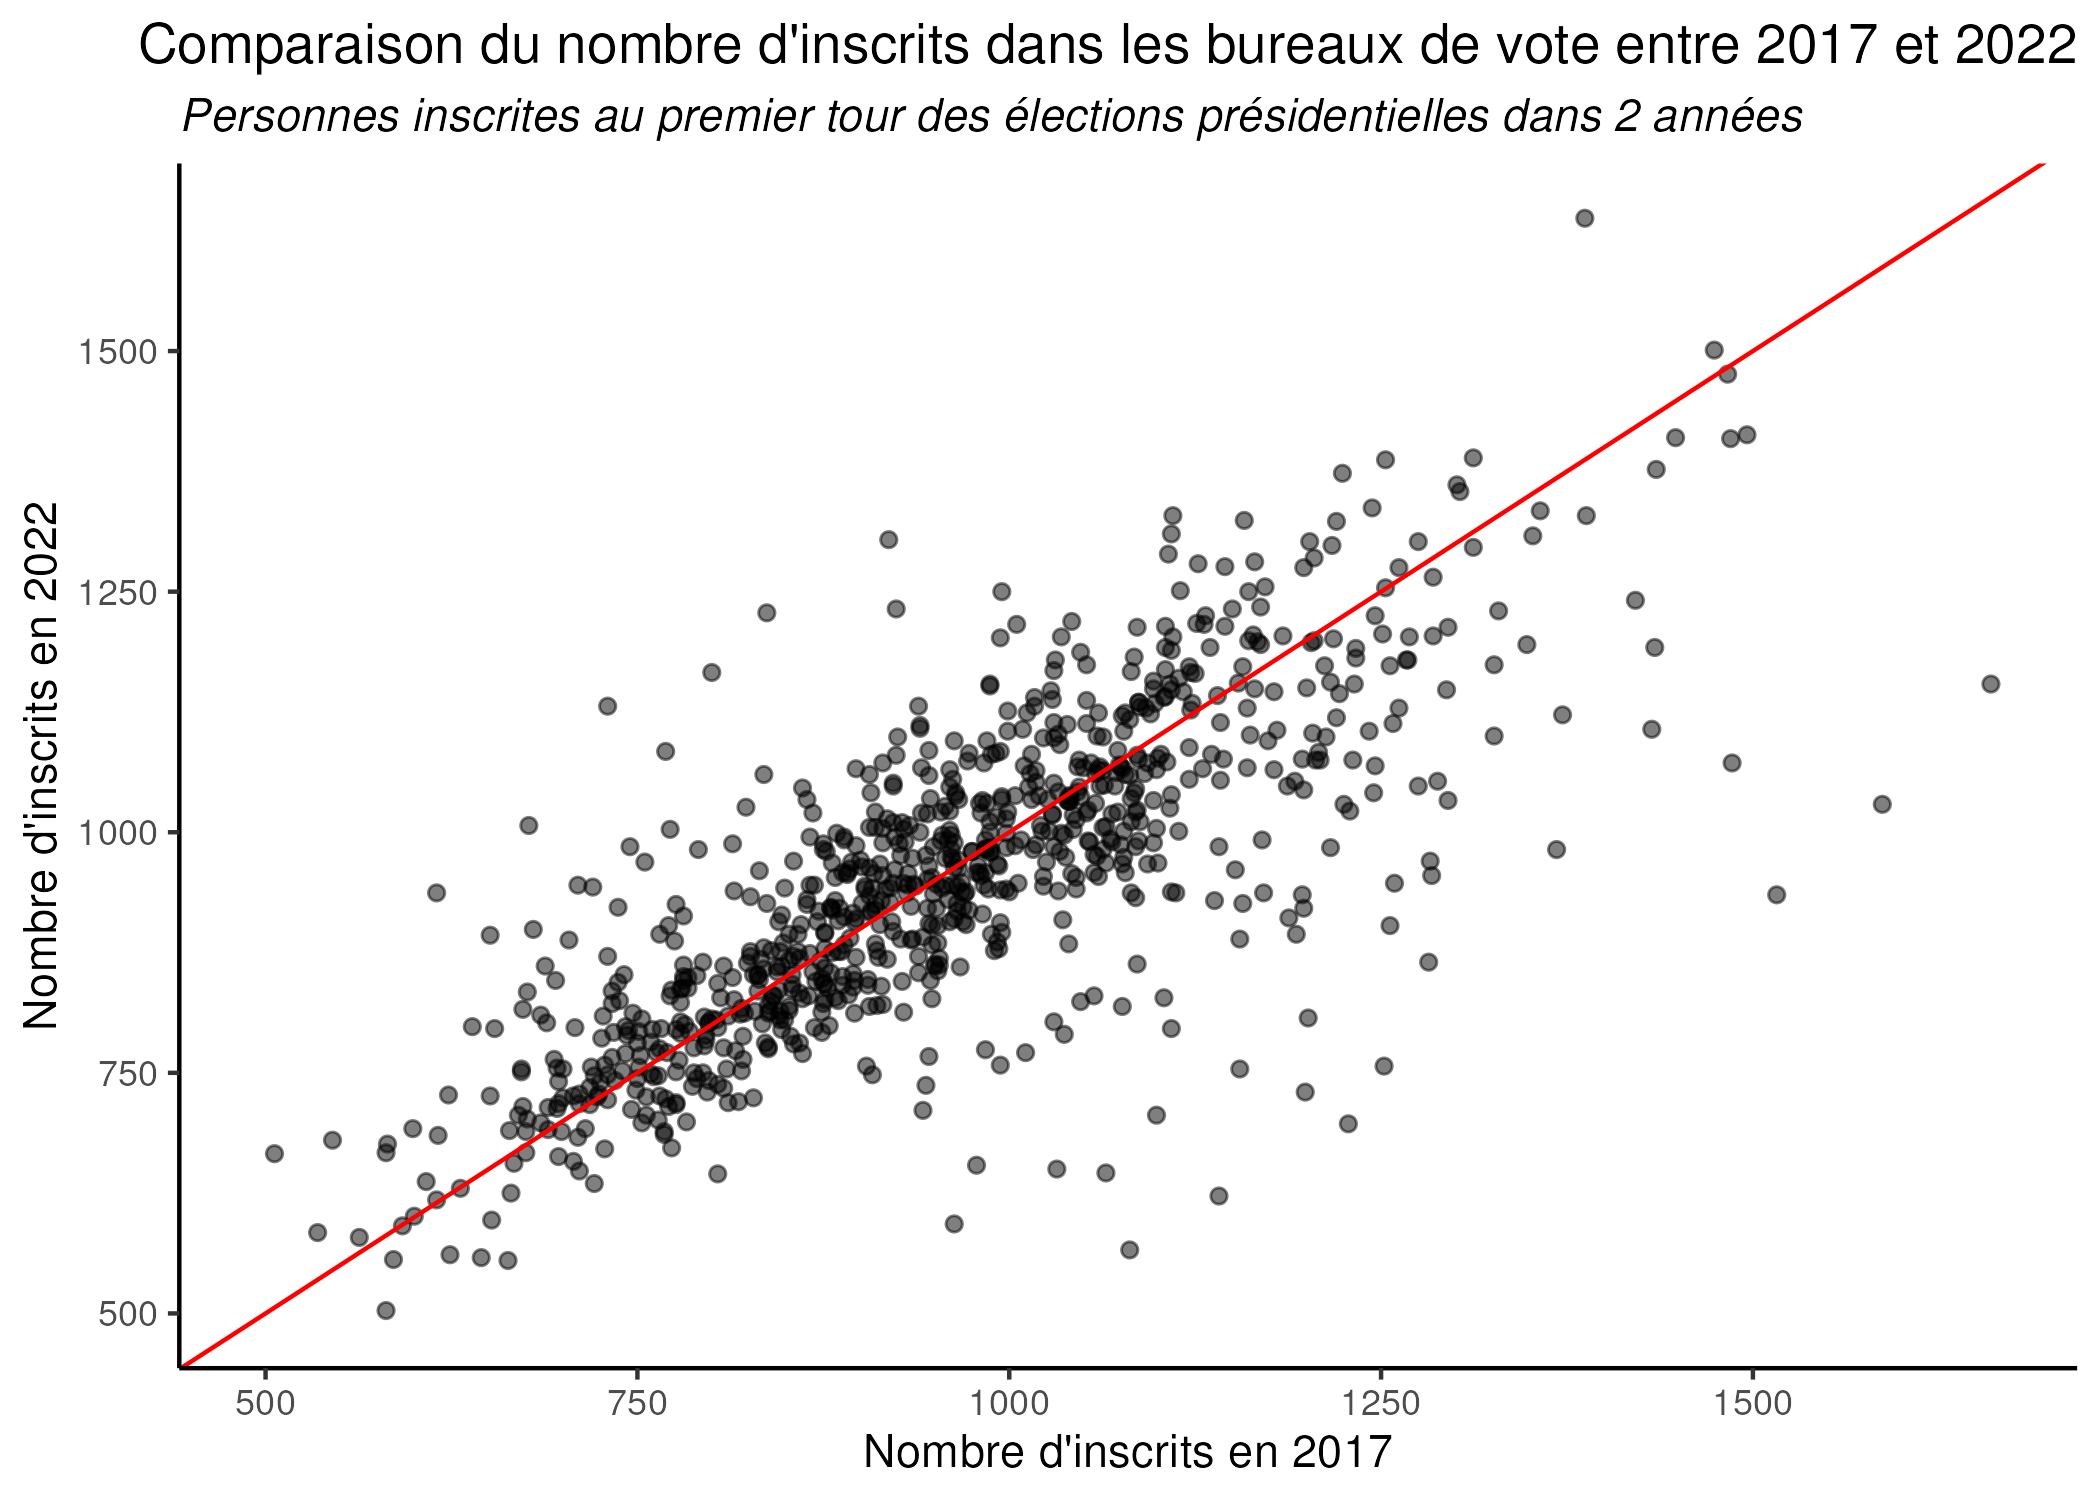 Comparaison du nombre d'inscrits dans les bureaux de vote entre 2017 et 2022
Personnes inscrites au premier tour des élections présidentielles dans 2 années
Nombre d'inscrits en 2022
1500
1250
1000
750
500
500 750 1000 1250 1500
Nombre d'inscrits en 2017